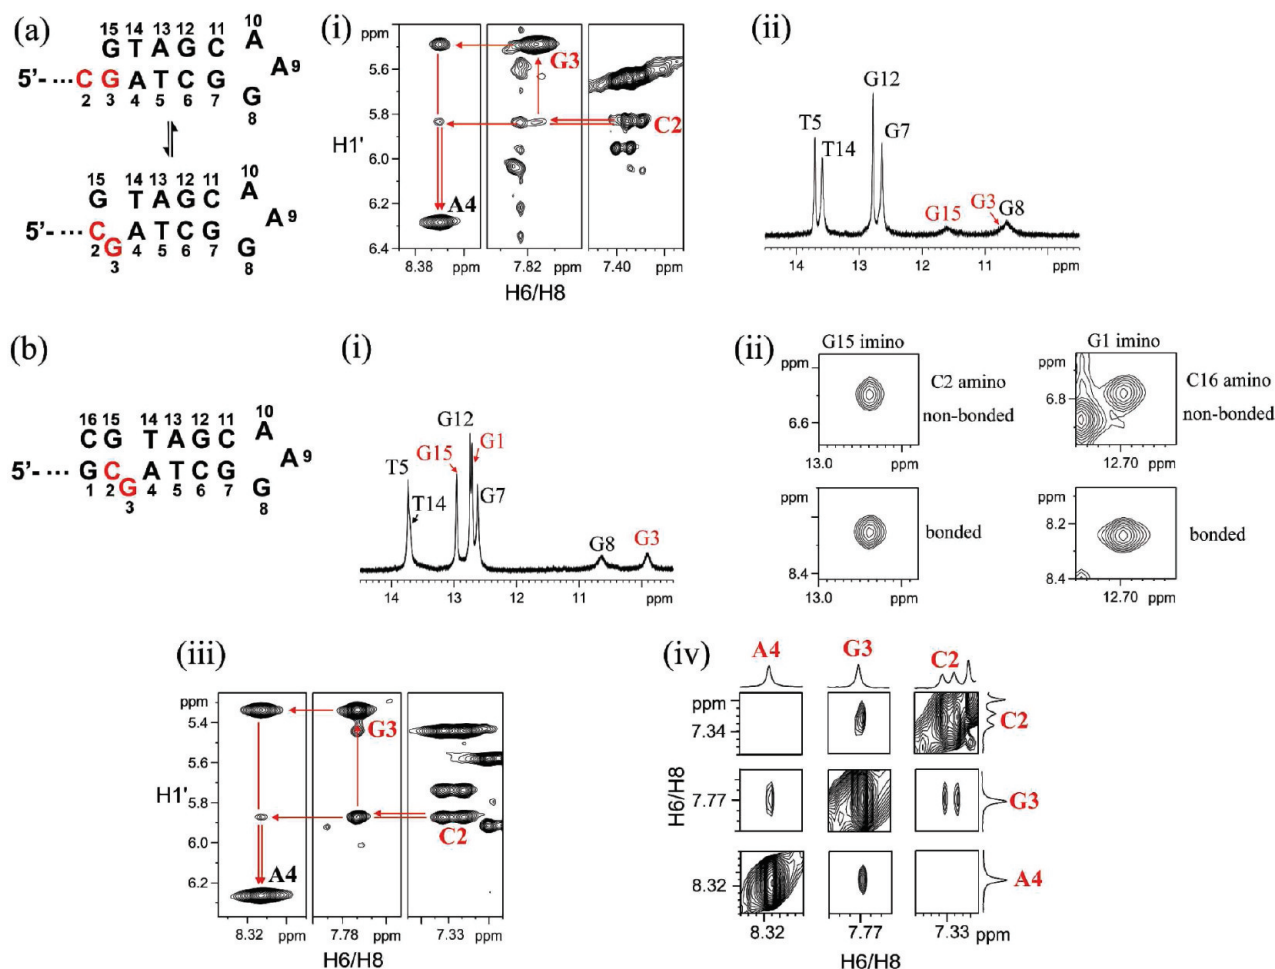 (a)
15 14 13 12 11 10
G T A G C A
A 9
5'- ··· C G A T C G G
2 3 4 5 6 7 8
15 14 13 12 11 10
G T A G C A
A 9
5'- ··· C G A T C G G
2 3 4 5 6 7 8
(i)
ppm
5.6
5.8
H1'
6.0
6.2
6.4
G3
C2
A4
8.38 ppm
7.82 ppm
7.40 ppm
H6/H8
(ii)
G12
T5
T14
G7
G15
G3
G8
14 13 12 11 ppm
(b)
16 15 14 13 12 11 10
C G T A G C A
A 9
5'- ··· G C G A T C G G
1 2 3 4 5 6 7 8
(i)
G12
G15
G1
T5
T14
G7
G8
G3
14 13 12 11 ppm
(ii)
G15 imino
ppm
6.6
13.0 ppm
C2 amino
non-bonded
G1 imino
ppm
6.8
12.70 ppm
C16 amino
non-bonded
8.4
13.0 ppm
bonded
8.2
8.4
12.70 ppm
bonded
(iii)
ppm
5.4
5.6
H1'
5.8
6.0
6.2
G3
C2
A4
8.32 ppm
7.78 ppm
7.33 ppm
H6/H8
(iv)
A4 G3 C2
ppm
7.34
C2
H6/H8
7.77
G3
8.32
A4
8.32 7.77 7.33 ppm
H6/H8